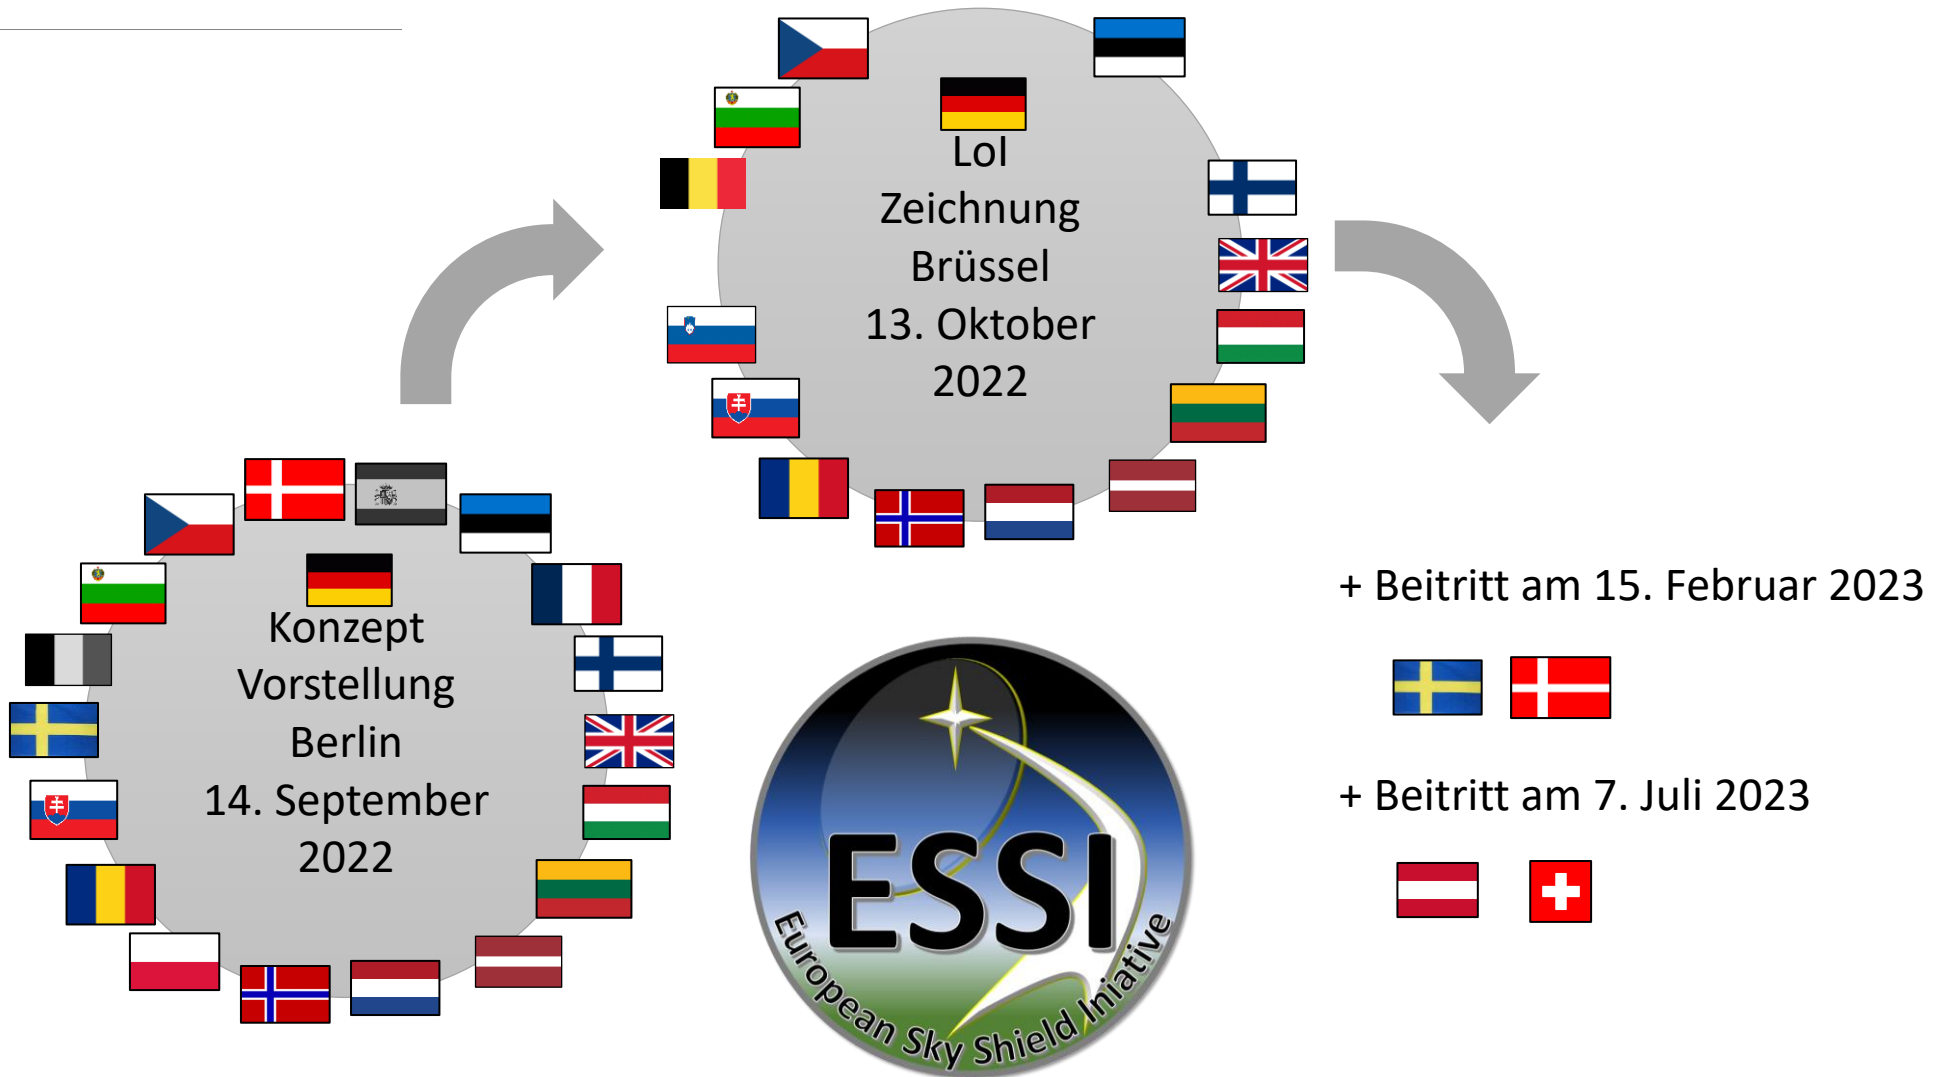 LoI
Zeichnung
Brüssel
13. Oktober
2022
Konzept
Vorstellung
Berlin
14. September
2022
+ Beitritt am 15. Februar 2023
+ Beitritt am 7. Juli 2023
ESSI
European Sky Shield Iniative